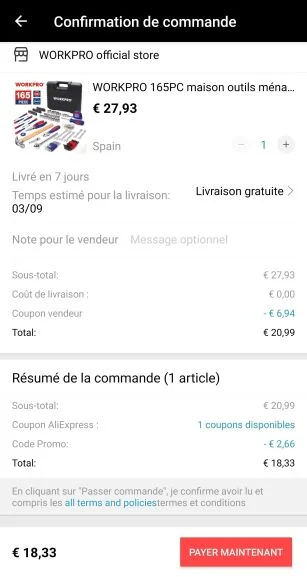 Confirmation de commande
WORKPRO official store
WORKPRO
165
WORKPRO 165PC maison outils ména...
€ 27,93
Spain
1
Livré en 7 jours
Temps estimé pour la livraison:
03/09
Livraison gratuite
Note pour le vendeur Message optionnel
Sous-total: € 27,93
Coût de livraison : € 0,00
Coupon vendeur - € 6,94
Total: € 20,99
Résumé de la commande (1 article)
Sous-total: € 20,99
Coupon AliExpress : 1 coupons disponibles
Code Promo: - € 2,66
Total: € 18,33
En cliquant sur "Passer commande", je confirme avoir lu et
compris les all terms and policiestermes et conditions
€ 18,33
PAYER MAINTENANT